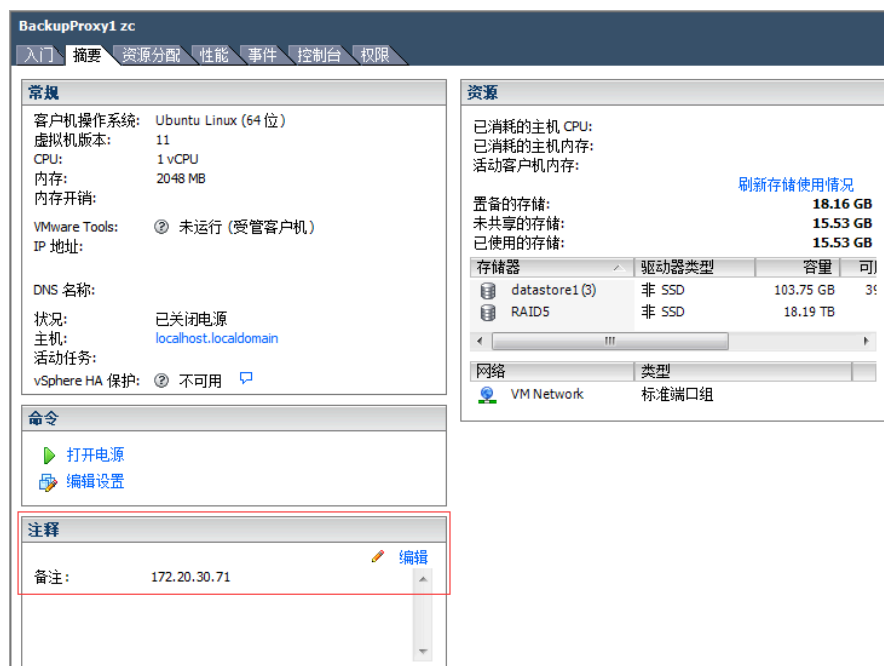 BackupProxy1 zc
入门 摘要 资源分配 性能 事件 控制台 权限
常规
客户机操作系统: Ubuntu Linux (64 位)
虚拟机版本: 11
CPU: 1 vCPU
内存: 2048 MB
内存开销:
VMware Tools: 未运行 (受管客户机)
IP 地址:
DNS 名称:
状况: 已关闭电源
主机: localhost.localdomain
活动任务:
vSphere HA 保护: 不可用
命令
打开电源
编辑设置
注释
编辑
备注: 172.20.30.71
资源
已消耗的主机 CPU:
已消耗的主机内存:
活动客户机内存:
刷新存储使用情况
置备的存储: 18.16 GB
未共享的存储: 15.53 GB
已使用的存储: 15.53 GB
存储器 驱动器类型 容量
datastore1 (3) 非 SSD 103.75 GB
RAID5 非 SSD 18.19 TB
网络 类型
VM Network 标准端口组